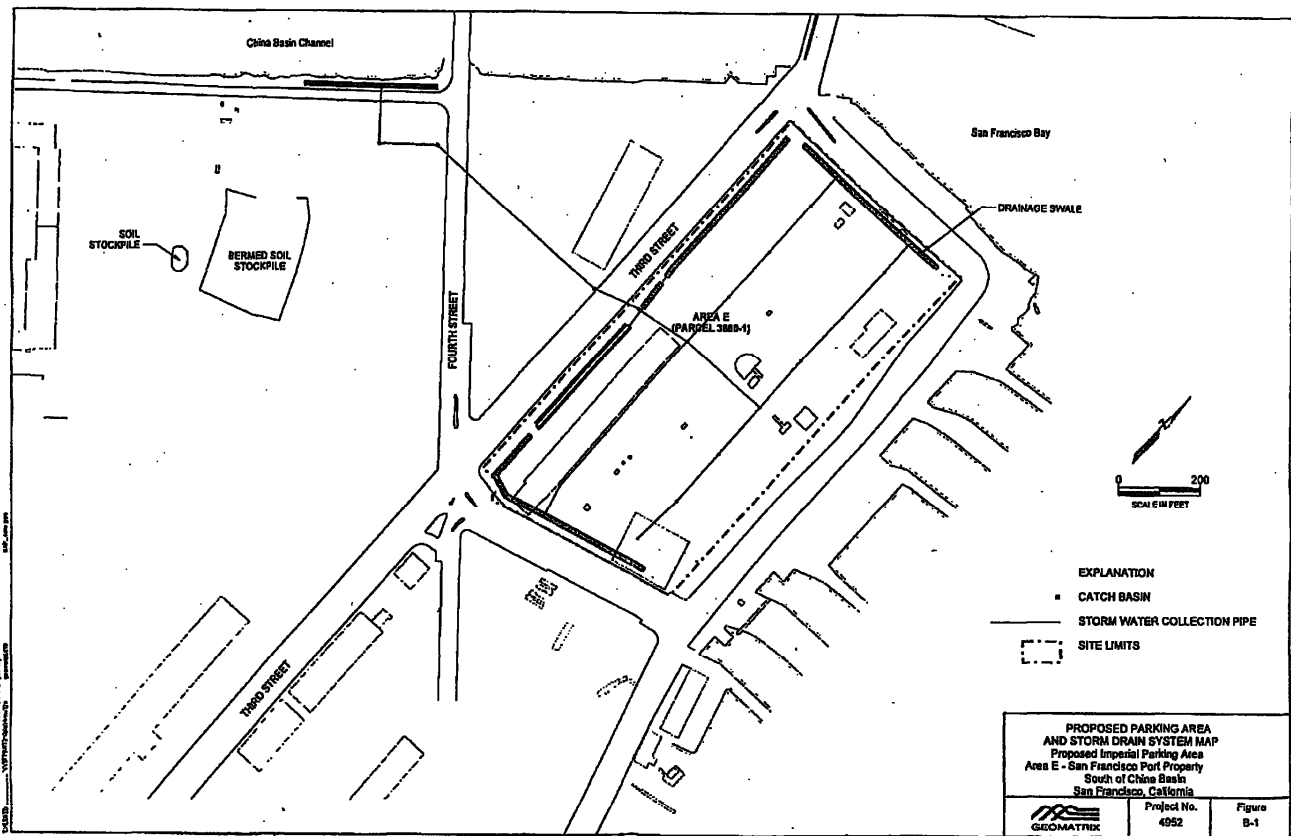 China Basin Channel
San Francisco Bay
DRAINAGE SWALE
SOIL
STOCKPILE
BERMED SOIL
STOCKPILE
THIRD STREET
FOURTH STREET
AREA E
(PARCEL 3880-1)
0 200
SCALE IN FEET
EXPLANATION
CATCH BASIN
STORM WATER COLLECTION PIPE
SITE LIMITS
THIRD STREET
PROPOSED PARKING AREA
AND STORM DRAIN SYSTEM MAP
Proposed Imperial Parking Area
Area E - San Francisco Port Property
South of China Basin
San Francisco, California
GEOMATRIX
Project No.
4952
Figure
B-1